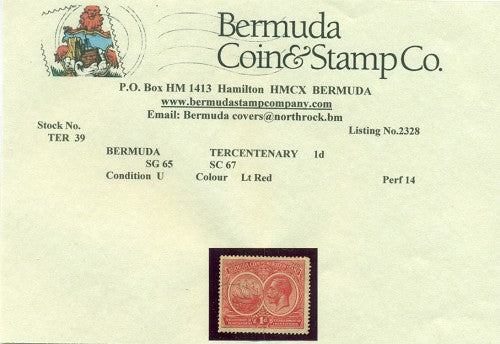 Bermuda
Coin&Stamp Co.
P.O. Box HM 1413 Hamilton HMCX BERMUDA
www.bermudastampcompany.com
Email: Bermuda covers@northrock.bm
Stock No.
TER 39
Listing No.2328
BERMUDA TERCENTENARY 1d
SG 65 SC 67
Condition U Colour Lt Red
Perf 14
1D